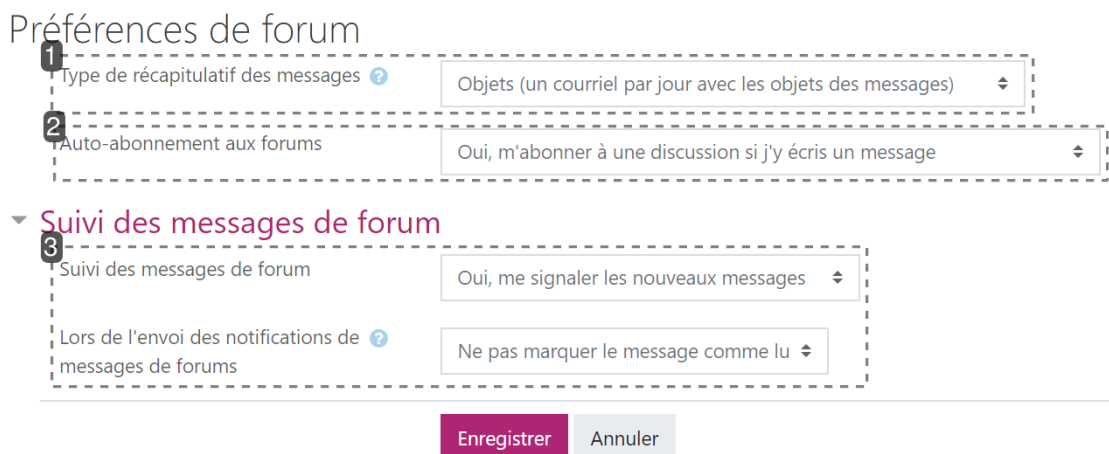 Préférences de forum
1
Type de récapitulatif des messages ?
Objets (un courriel par jour avec les objets des messages)
2
Auto-abonnement aux forums
Oui, m'abonner à une discussion si j'y écris un message
Suivi des messages de forum
3
Suivi des messages de forum
Oui, me signaler les nouveaux messages
Lors de l'envoi des notifications de ?
messages de forums
Ne pas marquer le message comme lu
Enregistrer
Annuler